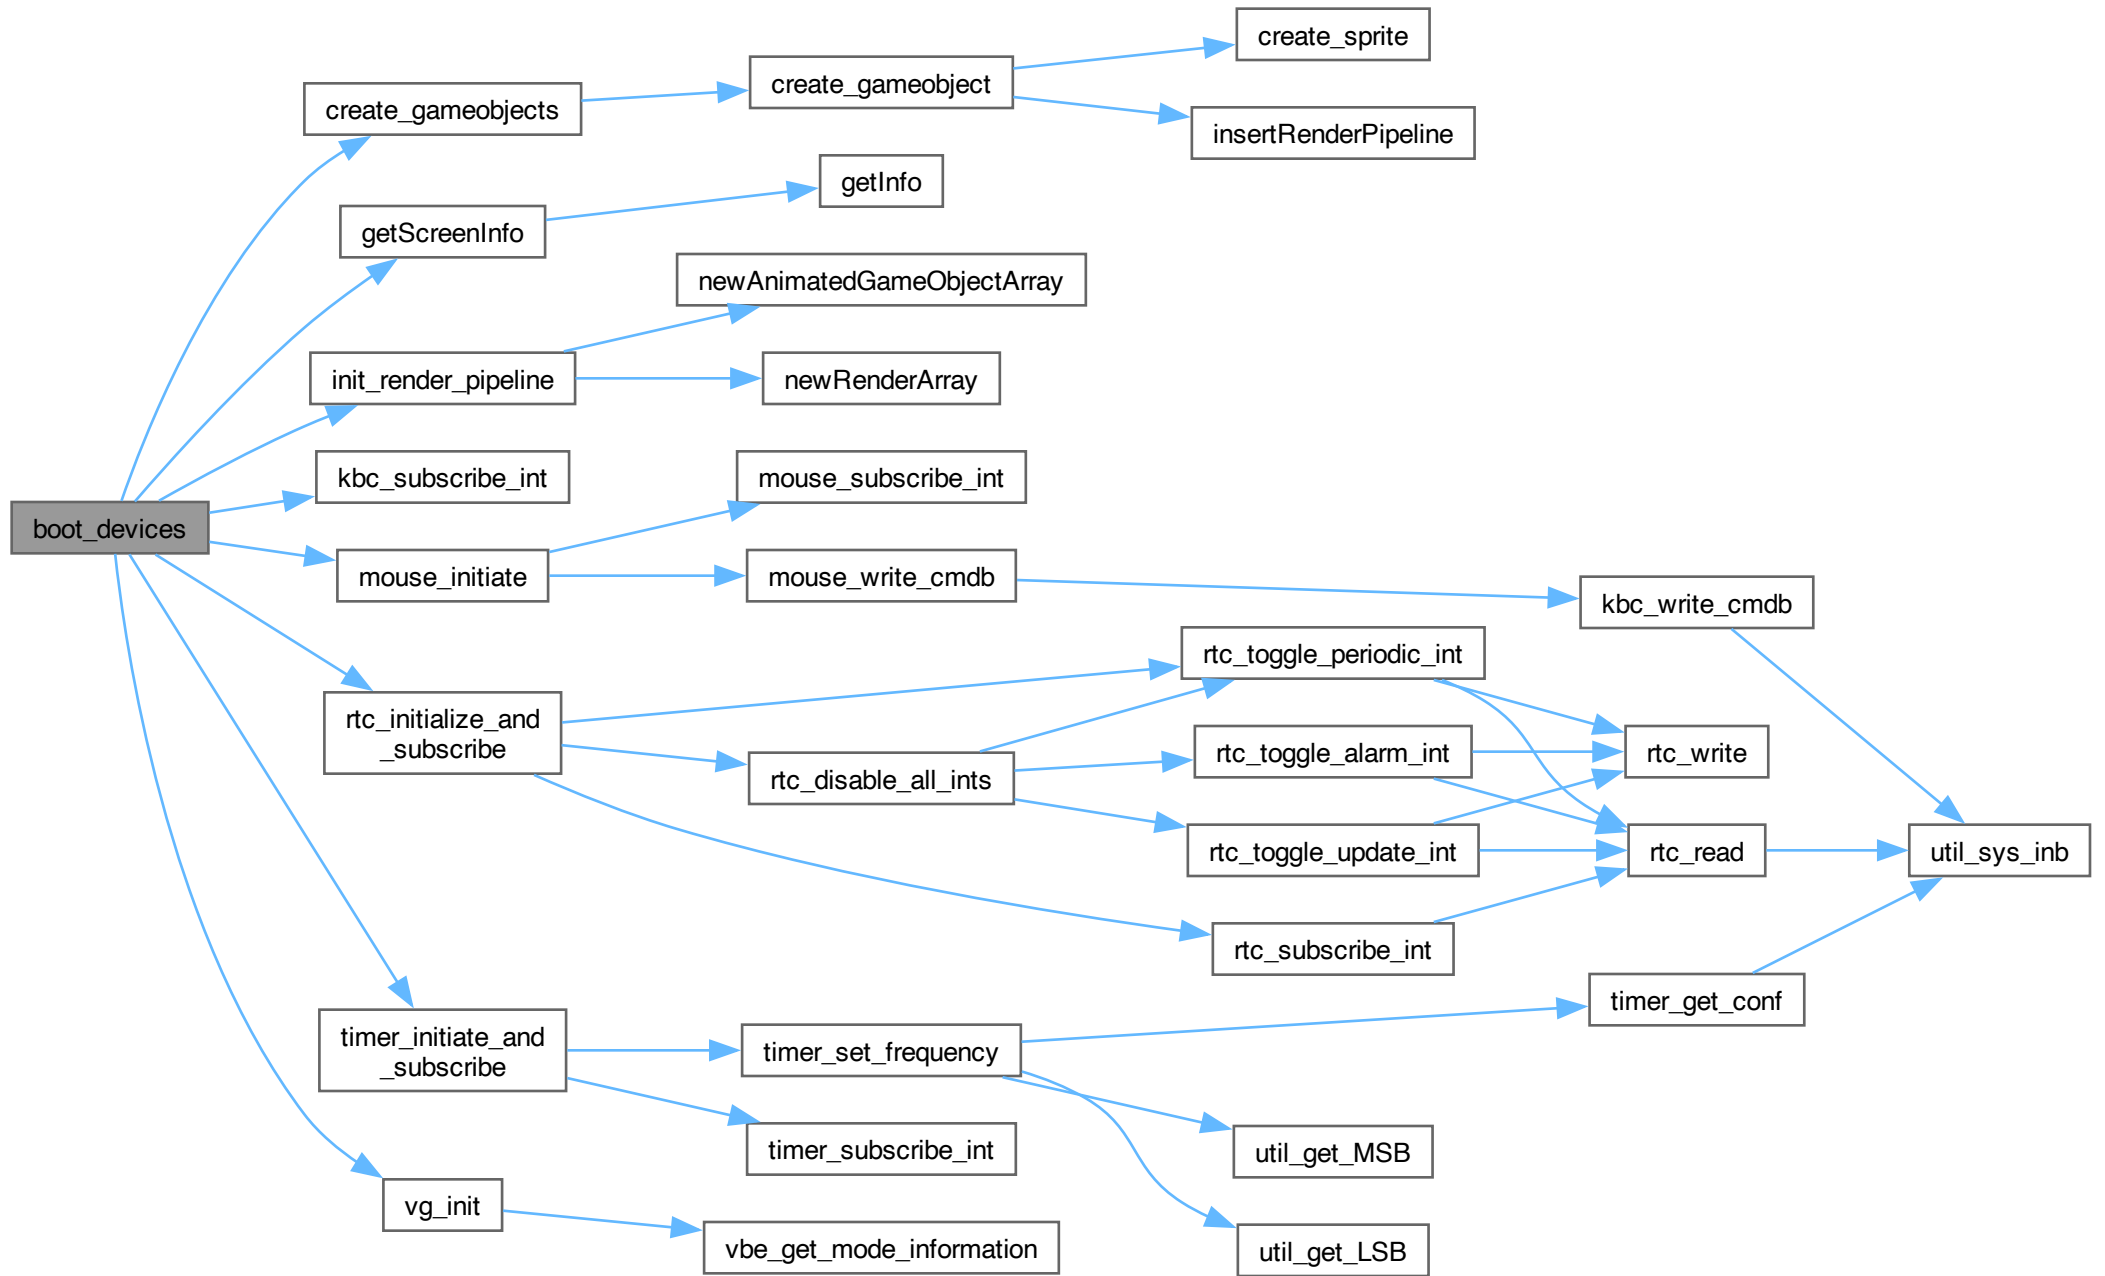 create_sprite
create_gameobject
create_gameobjects
insertRenderPipeline
getInfo
getScreenInfo
newAnimatedGameObjectArray
init_render_pipeline
newRenderArray
kbc_subscribe_int
mouse_subscribe_int
boot_devices
mouse_initiate
mouse_write_cmdb
kbc_write_cmdb
rtc_toggle_periodic_int
rtc_initialize_and
_subscribe
rtc_disable_all_ints
rtc_toggle_alarm_int
rtc_write
rtc_toggle_update_int
rtc_read
util_sys_inb
rtc_subscribe_int
timer_get_conf
timer_initiate_and
_subscribe
timer_set_frequency
timer_subscribe_int
util_get_MSB
vg_init
vbe_get_mode_information
util_get_LSB